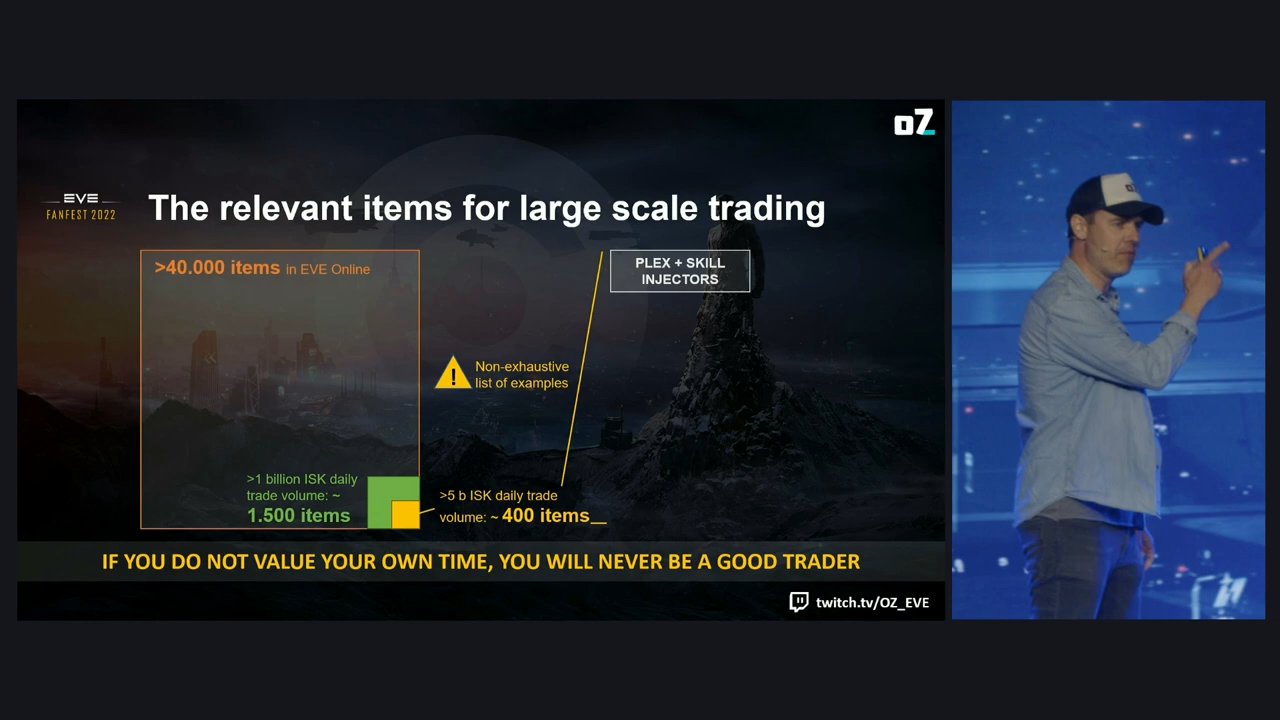 oZ
EVE
FANFEST 2022
The relevant items for large scale trading
>40.000 items in EVE Online
PLEX + SKILL
INJECTORS
!
Non-exhaustive
list of examples
>1 billion ISK daily
trade volume: ~
1.500 items
>5 b ISK daily trade
volume: ~ 400 items__
IF YOU DO NOT VALUE YOUR OWN TIME, YOU WILL NEVER BE A GOOD TRADER
twitch.tv/OZ_EVE